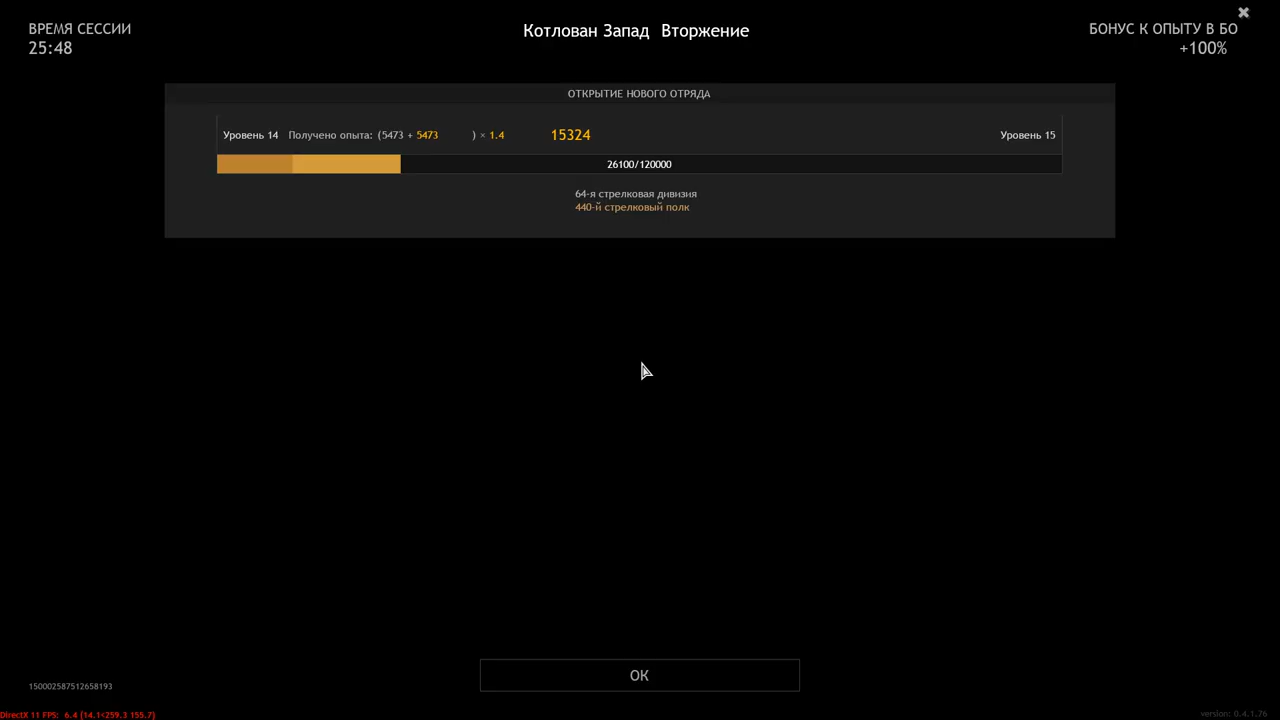 ВРЕМЯ СЕССИИ
25:48
Котлован Запад Вторжение
БОНУС К ОПЫТУ В БО
+100%
ОТКРЫТИЕ НОВОГО ОТРЯДА
Уровень 14 Получено опыта: (5473 + 5473 ) × 1.4 15324 Уровень 15
26100/120000
64-я стрелковая дивизия
440-й стрелковый полк
ОК
150002587512658193
DirectX 11 FPS: 6.4 (14.1<259.3 155.7)
version: 0.4.1.76